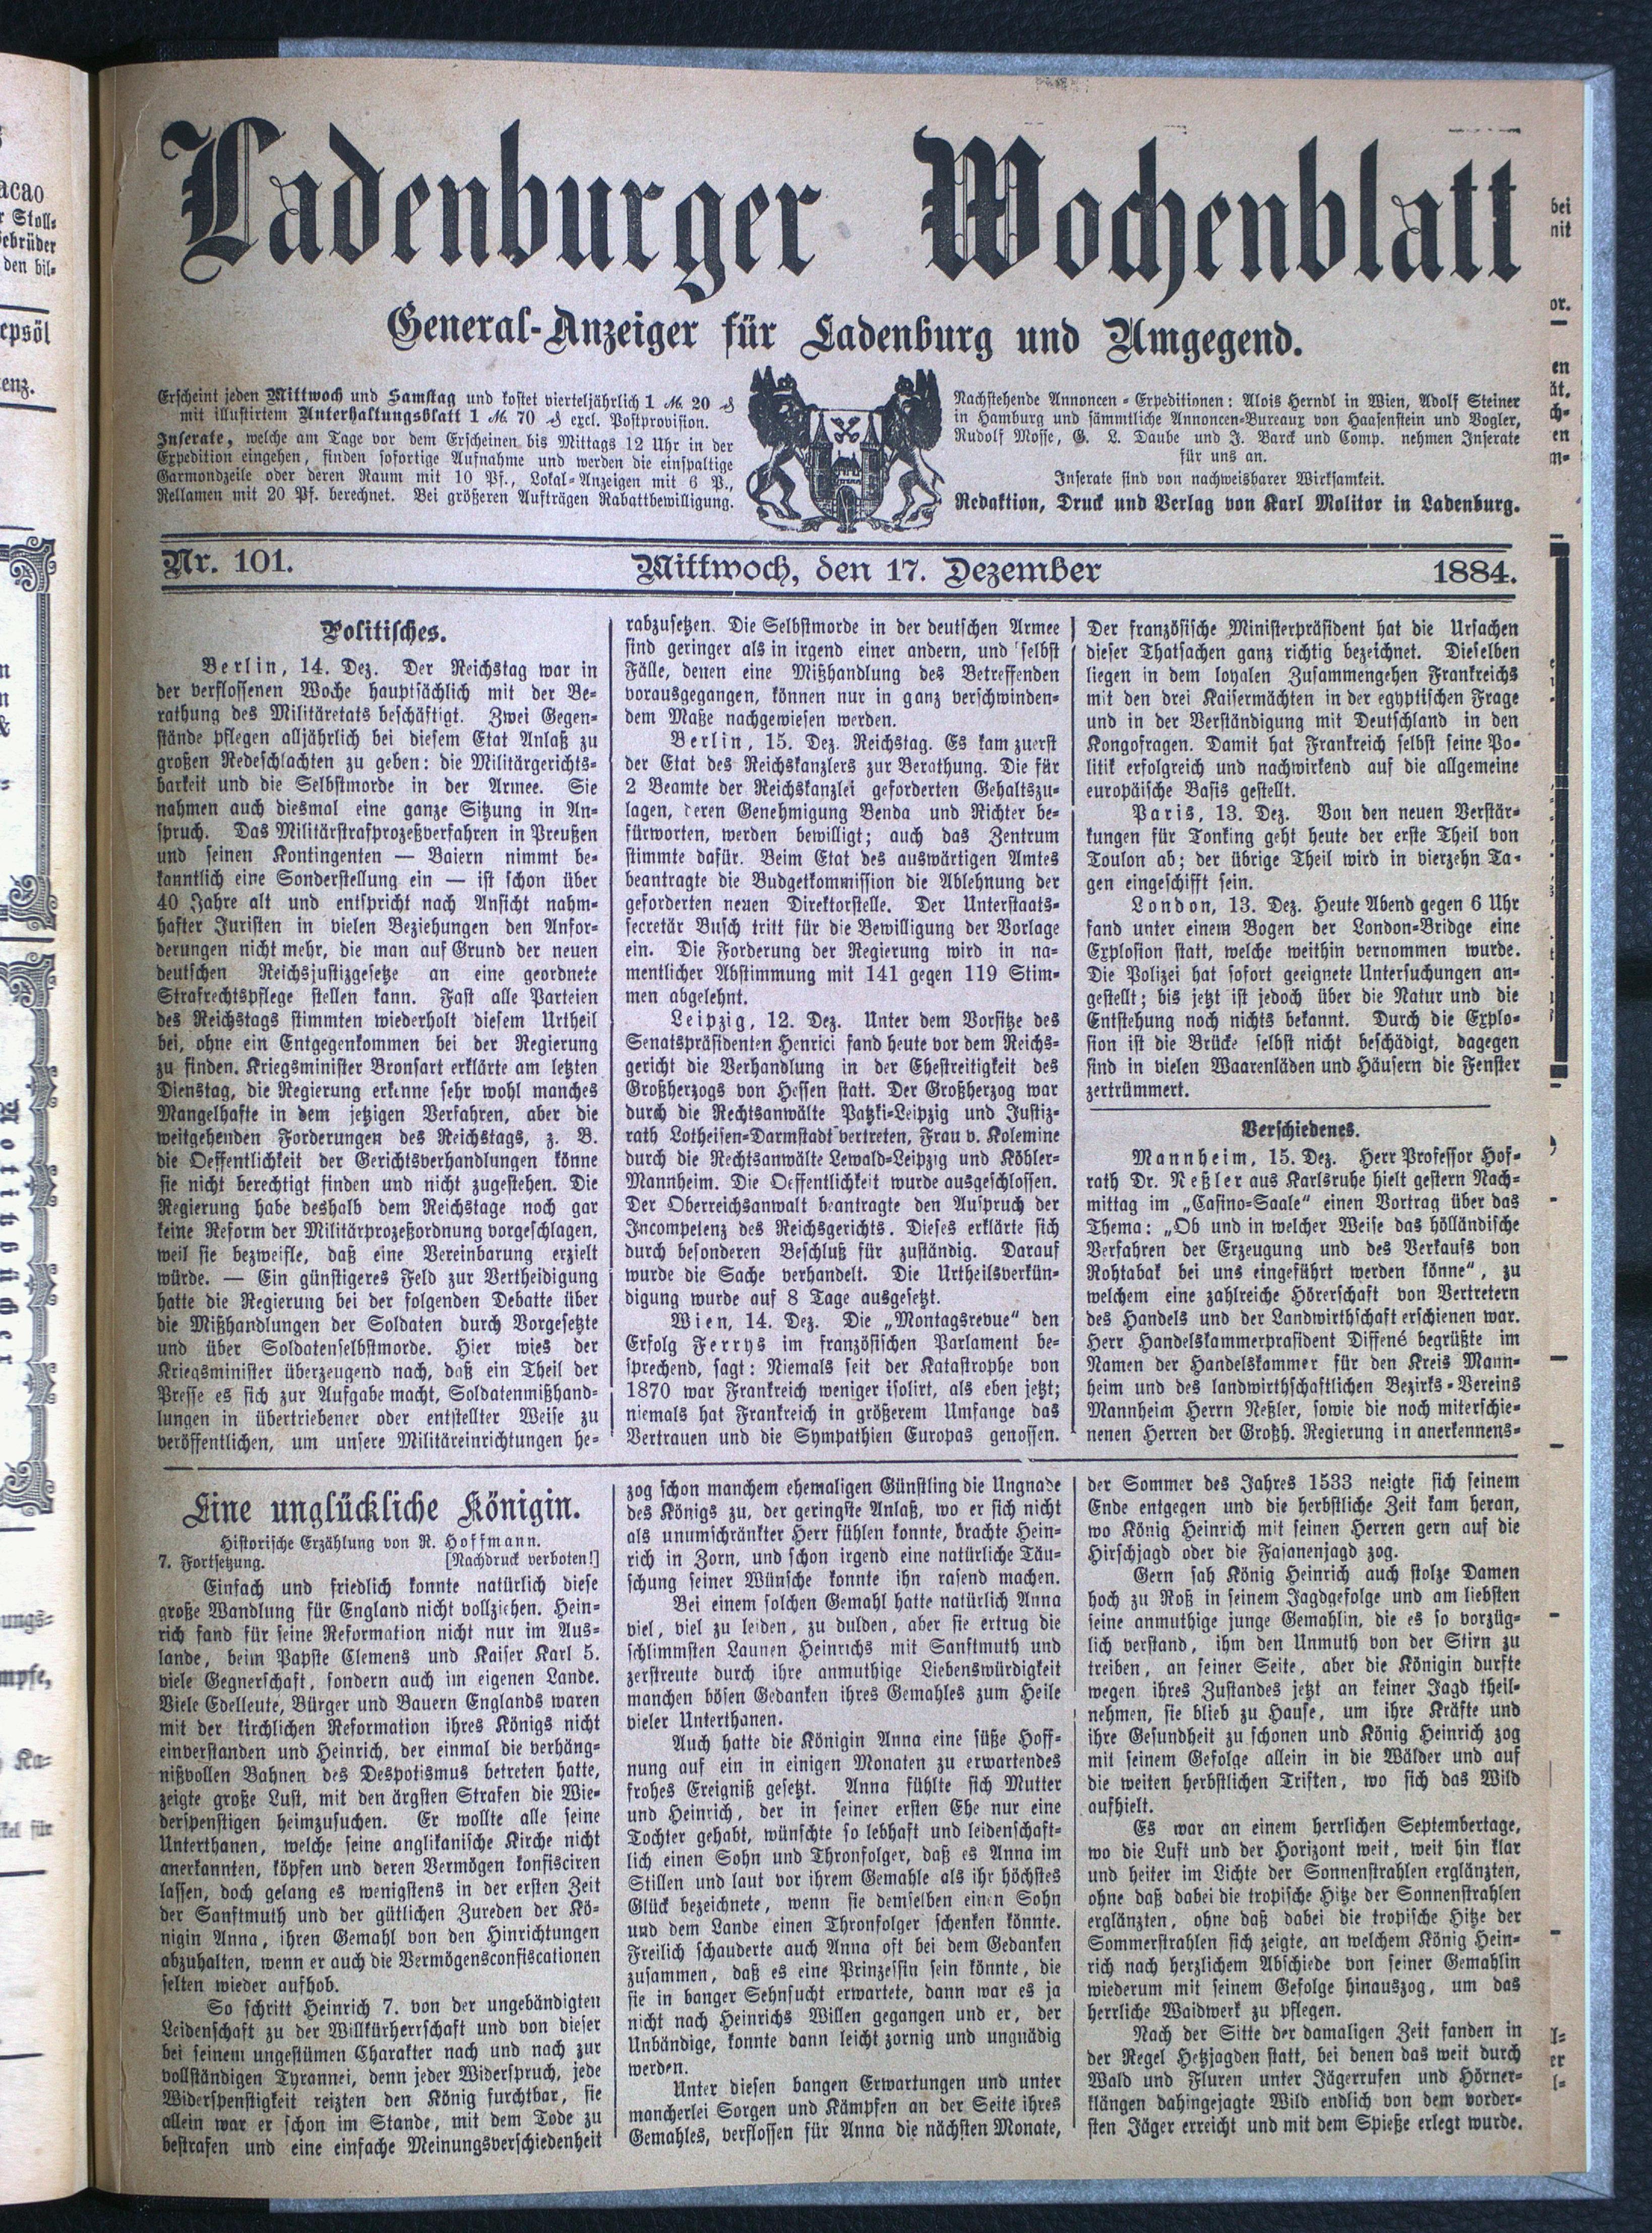 Ladenburger Wochenblatt
General-Anzeiger für Ladenburg und Umgegend.
Erscheint jeden Mittwoch und Samstag und kostet vierteljährlich 1 M. 20 ₰
mit illustirtem Unterhaltungsblatt 1 M. 70 ₰ excl. Postprovision.
Inserate, welche am Tage vor dem Erscheinen bis Mittags 12 Uhr in der
Expedition eingehen, finden sofortige Aufnahme und werden die einspaltige
Garmondzeile oder deren Raum mit 10 Pf., Lokal-Anzeigen mit 6 P.,
Reklamen mit 20 Pf. berechnet. Bei größeren Aufträgen Rabattbewilligung.
Nachstehende Annoncen-Expeditionen: Alois Herndl in Wien, Adolf Steiner
in Hamburg und sämmtliche Annoncen-Bureaux von Haasenstein und Vogler,
Rudolf Mosse, G. L. Daube und J. Barck und Comp. nehmen Inserate
für uns an.
Inserate sind von nachweisbarer Wirksamkeit.
Redaktion, Druck und Verlag von Karl Molitor in Ladenburg.
Nr. 101.
Mittwoch, den 17. Dezember
1884.
Politisches.
Berlin, 14. Dez. Der Reichstag war in
der verflossenen Woche hauptsächlich mit der Be-
rathung des Militäretats beschäftigt. Zwei Gegen-
stände pflegen alljährlich bei diesem Etat Anlaß zu
großen Redeschlachten zu geben: die Militärgerichts-
barkeit und die Selbstmorde in der Armee. Sie
nahmen auch diesmal eine ganze Sitzung in An-
spruch. Das Militärstrafprozeßverfahren in Preußen
und seinen Kontingenten — Baiern nimmt be-
kanntlich eine Sonderstellung ein — ist schon über
40 Jahre alt und entspricht nach Ansicht nahm-
hafter Juristen in vielen Beziehungen den Anfor-
derungen nicht mehr, die man auf Grund der neuen
deutschen Reichsjustizgesetze an eine geordnete
Strafrechtspflege stellen kann. Fast alle Parteien
des Reichstags stimmten wiederholt diesem Urtheil
bei, ohne ein Entgegenkommen bei der Regierung
zu finden. Kriegsminister Bronsart erklärte am letzten
Dienstag, die Regierung erkenne sehr wohl manches
Mangelhafte in dem jetzigen Verfahren, aber die
weitgehenden Forderungen des Reichstags, z. B.
die Oeffentlichkeit der Gerichtsverhandlungen könne
sie nicht berechtigt finden und nicht zugestehen. Die
Regierung habe deshalb dem Reichstage noch gar
keine Reform der Militärprozeßordnung vorgeschlagen,
weil sie bezweifle, daß eine Vereinbarung erzielt
würde. — Ein günstigeres Feld zur Vertheidigung
hatte die Regierung bei der folgenden Debatte über
die Mißhandlungen der Soldaten durch Vorgesetzte
und über Soldatenselbstmorde. Hier wies der
Kriegsminister überzeugend nach, daß ein Theil der
Presse es sich zur Aufgabe macht, Soldatenmißhand-
lungen in übertriebener oder entstellter Weise zu
veröffentlichen, um unsere Militäreinrichtungen he-
rabzusetzen. Die Selbstmorde in der deutschen Armee
sind geringer als in irgend einer andern, und selbst
Fälle, denen eine Mißhandlung des Betreffenden
vorausgegangen, können nur in ganz verschwinden-
dem Maße nachgewiesen werden.
Berlin, 15. Dez. Reichstag. Es kam zuerst
der Etat des Reichskanzlers zur Berathung. Die für
2 Beamte der Reichskanzlei geforderten Gehaltszu-
lagen, deren Genehmigung Benda und Richter be-
fürworten, werden bewilligt; auch das Zentrum
stimmte dafür. Beim Etat des auswärtigen Amtes
beantragte die Budgetkommission die Ablehnung der
geforderten neuen Direktorstelle. Der Unterstaats-
secretär Busch tritt für die Bewilligung der Vorlage
ein. Die Forderung der Regierung wird in na-
mentlicher Abstimmung mit 141 gegen 119 Stim-
men abgelehnt.
Leipzig, 12. Dez. Unter dem Vorsitze des
Senatspräsidenten Henrici fand heute vor dem Reichs-
gericht die Verhandlung in der Ehestreitigkeit des
Großherzogs von Hessen statt. Der Großherzog war
durch die Rechtsanwälte Patzki-Leipzig und Justiz-
rath Lotheisen-Darmstadt vertreten, Frau v. Kolemine
durch die Rechtsanwälte Lewald-Leipzig und Köhler-
Mannheim. Die Oeffentlichkeit wurde ausgeschlossen.
Der Oberreichsanwalt beantragte den Auspruch der
Incompetenz des Reichsgerichts. Dieses erklärte sich
durch besonderen Beschluß für zuständig. Darauf
wurde die Sache verhandelt. Die Urtheilsverkün-
digung wurde auf 8 Tage ausgesetzt.
Wien, 14. Dez. Die „Montagsrevue“ den
Erfolg Ferrys im französischen Parlament be-
sprechend, sagt: Niemals seit der Katastrophe von
1870 war Frankreich weniger isolirt, als eben jetzt;
niemals hat Frankreich in größerem Umfange das
Vertrauen und die Sympathien Europas genossen.
Der französische Ministerpräsident hat die Ursachen
dieser Thatsachen ganz richtig bezeichnet. Dieselben
liegen in dem loyalen Zusammengehen Frankreichs
mit den drei Kaisermächten in der egyptischen Frage
und in der Verständigung mit Deutschland in den
Kongofragen. Damit hat Frankreich selbst seine Po-
litik erfolgreich und nachwirkend auf die allgemeine
europäische Basis gestellt.
Paris, 13. Dez. Von den neuen Verstär-
kungen für Tonking geht heute der erste Theil von
Toulon ab; der übrige Theil wird in vierzehn Ta-
gen eingeschifft sein.
London, 13. Dez. Heute Abend gegen 6 Uhr
fand unter einem Bogen der London-Bridge eine
Explosion statt, welche weithin vernommen wurde.
Die Polizei hat sofort geeignete Untersuchungen an-
gestellt; bis jetzt ist jedoch über die Natur und die
Entstehung noch nichts bekannt. Durch die Explo-
sion ist die Brücke selbst nicht beschädigt, dagegen
sind in vielen Waarenläden und Häusern die Fenster
zertrümmert.
Verschiedenes.
Mannheim, 15. Dez. Herr Professor Hof-
rath Dr. Neßler aus Karlsruhe hielt gestern Nach-
mittag im „Casino-Saale“ einen Vortrag über das
Thema: „Ob und in welcher Weise das hölländische
Verfahren der Erzeugung und des Verkaufs von
Rohtabak bei uns eingeführt werden könne“, zu
welchem eine zahlreiche Hörerschaft von Vertretern
des Handels und der Landwirthschaft erschienen war.
Herr Handelskammerpräsident Diffené begrüßte im
Namen der Handelskammer für den Kreis Mann-
heim und des landwirthschaftlichen Bezirks-Vereins
Mannheim Herrn Neßler, sowie die noch miterschie-
nenen Herren der Großh. Regierung in anerkennens-
Eine unglückliche Königin.
Historische Erzählung von R. Hoffmann.
7. Fortsetzung. [Nachdruck verboten!]
Einfach und friedlich konnte natürlich diese
große Wandlung für England nicht vollziehen. Hein-
rich fand für seine Reformation nicht nur im Aus-
lande, beim Papste Clemens und Kaiser Karl 5.
viele Gegnerschaft, sondern auch im eigenen Lande.
Viele Edelleute, Bürger und Bauern Englands waren
mit der kirchlichen Reformation ihres Königs nicht
einverstanden und Heinrich, der einmal die verhäng-
nißvollen Bahnen des Despotismus betreten hatte,
zeigte große Lust, mit den ärgsten Strafen die Wie-
derspenstigen heimzusuchen. Er wollte alle seine
Unterthanen, welche seine anglikanische Kirche nicht
anerkannten, köpfen und deren Vermögen konfisciren
lassen, doch gelang es wenigstens in der ersten Zeit
der Sanftmuth und der gütlichen Zureden der Kö-
nigin Anna, ihren Gemahl von den Hinrichtungen
abzuhalten, wenn er auch die Vermögensconfiscationen
selten wieder aufhob.
So schritt Heinrich 7. von der ungebändigten
Leidenschaft zu der Willkürherrschaft und von dieser
bei seinem ungestümen Charakter nach und nach zur
vollständigen Tyrannei, denn jeder Widerspruch, jede
Widerspenstigkeit reizten den König furchtbar, sie
allein war er schon im Stande, mit dem Tode zu
bestrafen und eine einfache Meinungsverschiedenheit
zog schon manchem ehemaligen Günstling die Ungnade
des Königs zu, der geringste Anlaß, wo er sich nicht
als unumschränkter Herr fühlen konnte, brachte Hein-
rich in Zorn, und schon irgend eine natürliche Täu-
schung seiner Wünsche konnte ihn rasend machen.
Bei einem solchen Gemahl hatte natürlich Anna
viel, viel zu leiden, zu dulden, aber sie ertrug die
schlimmsten Launen Heinrichs mit Sanftmuth und
zerstreute durch ihre anmuthige Liebenswürdigkeit
manchen bösen Gedanken ihres Gemahles zum Heile
vieler Unterthanen.
Auch hatte die Königin Anna eine süße Hoff-
nung auf ein in einigen Monaten zu erwartendes
frohes Ereigniß gesetzt. Anna fühlte sich Mutter
und Heinrich, der in seiner ersten Ehe nur eine
Tochter gehabt, wünschte so lebhaft und leidenschaft-
lich einen Sohn und Thronfolger, daß es Anna im
Stillen und laut vor ihrem Gemahle als ihr höchstes
Glück bezeichnete, wenn sie demselben einen Sohn
und dem Lande einen Thronfolger schenken könnte.
Freilich schauderte auch Anna oft bei dem Gedanken
zusammen, daß es eine Prinzessin sein könnte, die
sie in banger Sehnsucht erwartete, dann war es ja
nicht nach Heinrichs Willen gegangen und er, der
Unbändige, konnte dann leicht zornig und ungnädig
werden.
Unter diesen bangen Erwartungen und unter
mancherlei Sorgen und Kämpfen an der Seite ihres
Gemahles, verflossen für Anna die nächsten Monate,
der Sommer des Jahres 1533 neigte sich seinem
Ende entgegen und die herbstliche Zeit kam heran,
wo König Heinrich mit seinen Herren gern auf die
Hirschjagd oder die Fasanenjagd zog.
Gern sah König Heinrich auch stolze Damen
hoch zu Roß in seinem Jagdgefolge und am liebsten
seine anmuthige junge Gemahlin, die es so vorzüg-
lich verstand, ihm den Unmuth von der Stirn zu
treiben, an seiner Seite, aber die Königin durfte
wegen ihres Zustandes jetzt an keiner Jagd theil-
nehmen, sie blieb zu Hause, um ihre Kräfte und
ihre Gesundheit zu schonen und König Heinrich zog
mit seinem Gefolge allein in die Wälder und auf
die weiten herbstlichen Triften, wo sich das Wild
aufhielt.
Es war an einem herrlichen Septembertage,
wo die Luft und der Horizont weit, weit hin klar
und heiter im Lichte der Sonnenstrahlen erglänzten,
ohne daß dabei die tropische Hitze der Sonnenstrahlen
erglänzten, ohne daß dabei die tropische Hitze der
Sommerstrahlen sich zeigte, an welchem König Hein-
rich nach herzlichem Abschiede von seiner Gemahlin
wiederum mit seinem Gefolge hinauszog, um das
herrliche Waidwerk zu pflegen.
Nach der Sitte der damaligen Zeit fanden in
der Regel Hetzjagden statt, bei denen das weit durch
Wald und Fluren unter Jägerrufen und Hörner-
klängen dahingejagte Wild endlich von dem vorder-
sten Jäger erreicht und mit dem Spieße erlegt wurde.